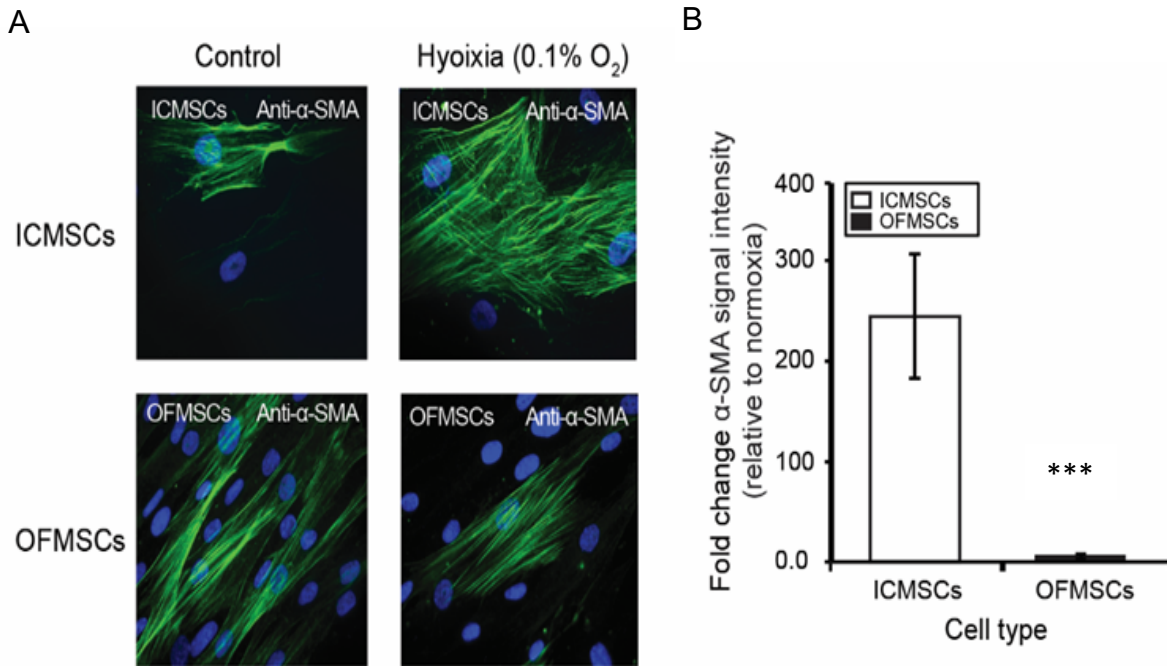 A
Control
Hyoixia (0.1% O₂)
ICMSCs
ICMSCs Anti-α-SMA
ICMSCs Anti-α-SMA
OFMSCs
OFMSCs Anti-α-SMA
OFMSCs Anti-α-SMA
B
Fold change α-SMA signal intensity
(relative to normoxia)
400
300
200
100
0.0
ICMSCs
OFMSCs
***
ICMSCs
OFMSCs
Cell type